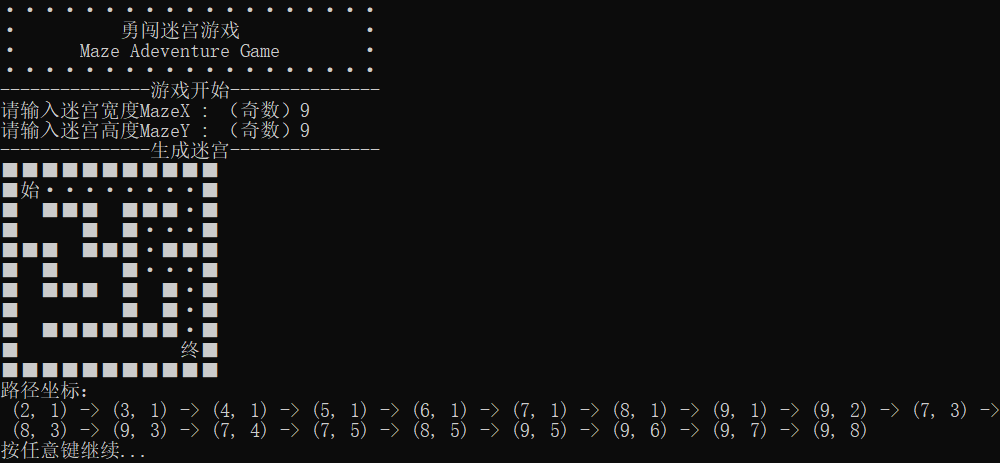 勇闯迷宫游戏
Maze Adeventure Game
---------------游戏开始---------------
请输入迷宫宽度MazeX : （奇数）9
请输入迷宫高度MazeY : （奇数）9
---------------生成迷宫---------------
始
终
路径坐标:
(2, 1) -> (3, 1) -> (4, 1) -> (5, 1) -> (6, 1) -> (7, 1) -> (8, 1) -> (9, 1) -> (9, 2) -> (7, 3) ->
(8, 3) -> (9, 3) -> (7, 4) -> (7, 5) -> (8, 5) -> (9, 5) -> (9, 6) -> (9, 7) -> (9, 8)
按任意键继续...